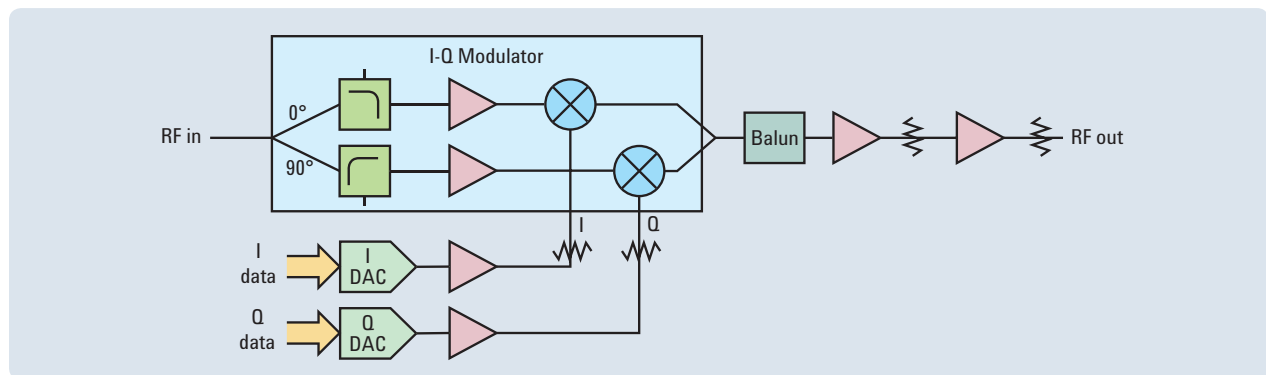 I-Q Modulator
0°
RF in
90°
Balun
RF out
I
Q
I
data
I
DAC
Q
data
Q
DAC